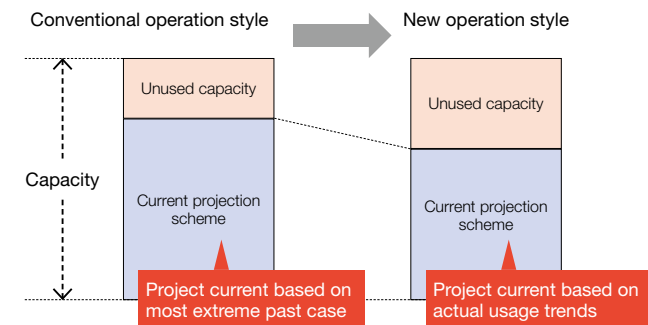 Conventional operation style
New operation style
Capacity
Unused capacity
Current projection
scheme
Project current based on
most extreme past case
Unused capacity
Current projection
scheme
Project current based on
actual usage trends